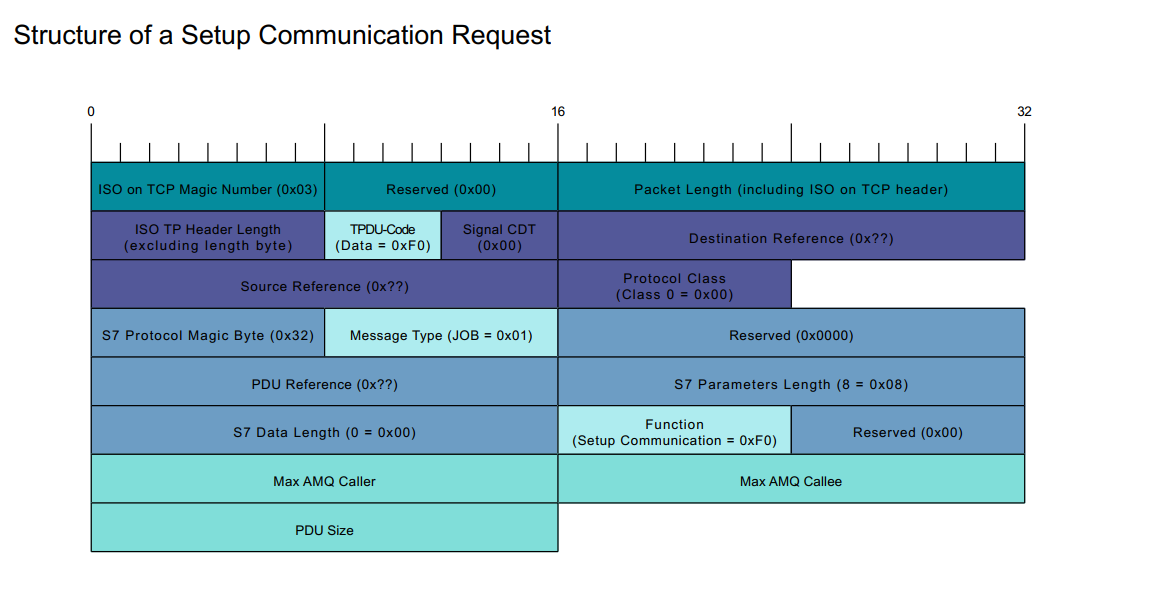 Structure of a Setup Communication Request
0 16 32
ISO on TCP Magic Number (0x03) Reserved (0x00) Packet Length (including ISO on TCP header)
ISO TP Header Length
(excluding length byte)
TPDU-Code
(Data = 0xF0)
Signal CDT
(0x00)
Destination Reference (0x??)
Source Reference (0x??)
Protocol Class
(Class 0 = 0x00)
S7 Protocol Magic Byte (0x32) Message Type (JOB = 0x01) Reserved (0x0000)
PDU Reference (0x??) S7 Parameters Length (8 = 0x08)
S7 Data Length (0 = 0x00)
Function
(Setup Communication = 0xF0)
Reserved (0x00)
Max AMQ Caller Max AMQ Callee
PDU Size